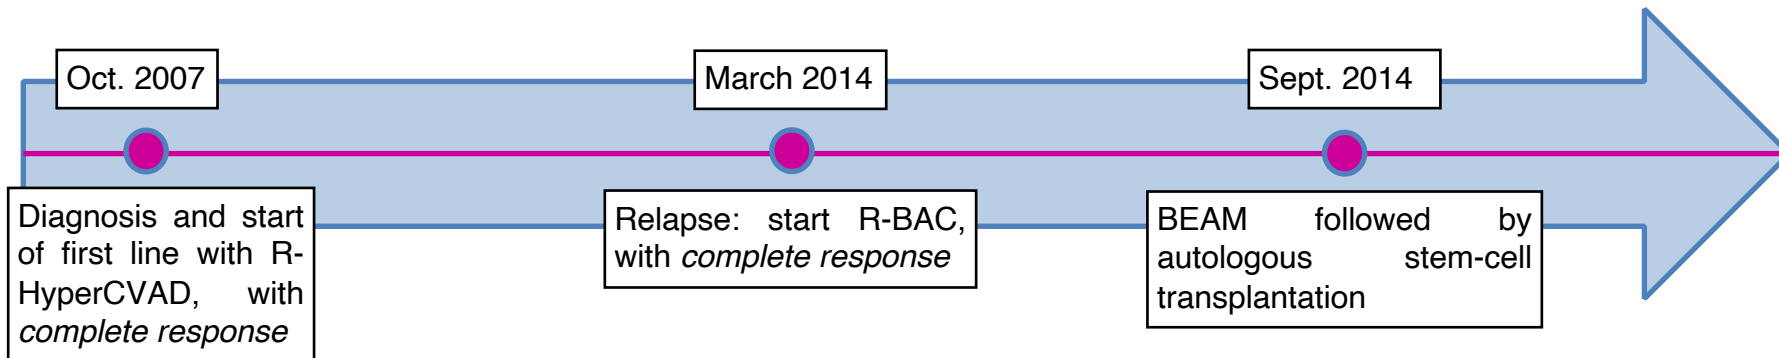 Oct. 2007
March 2014
Sept. 2014
Diagnosis and start
of first line with R-
HyperCVAD, with
complete response
Relapse: start R-BAC,
with complete response
BEAM followed by
autologous stem-cell
transplantation